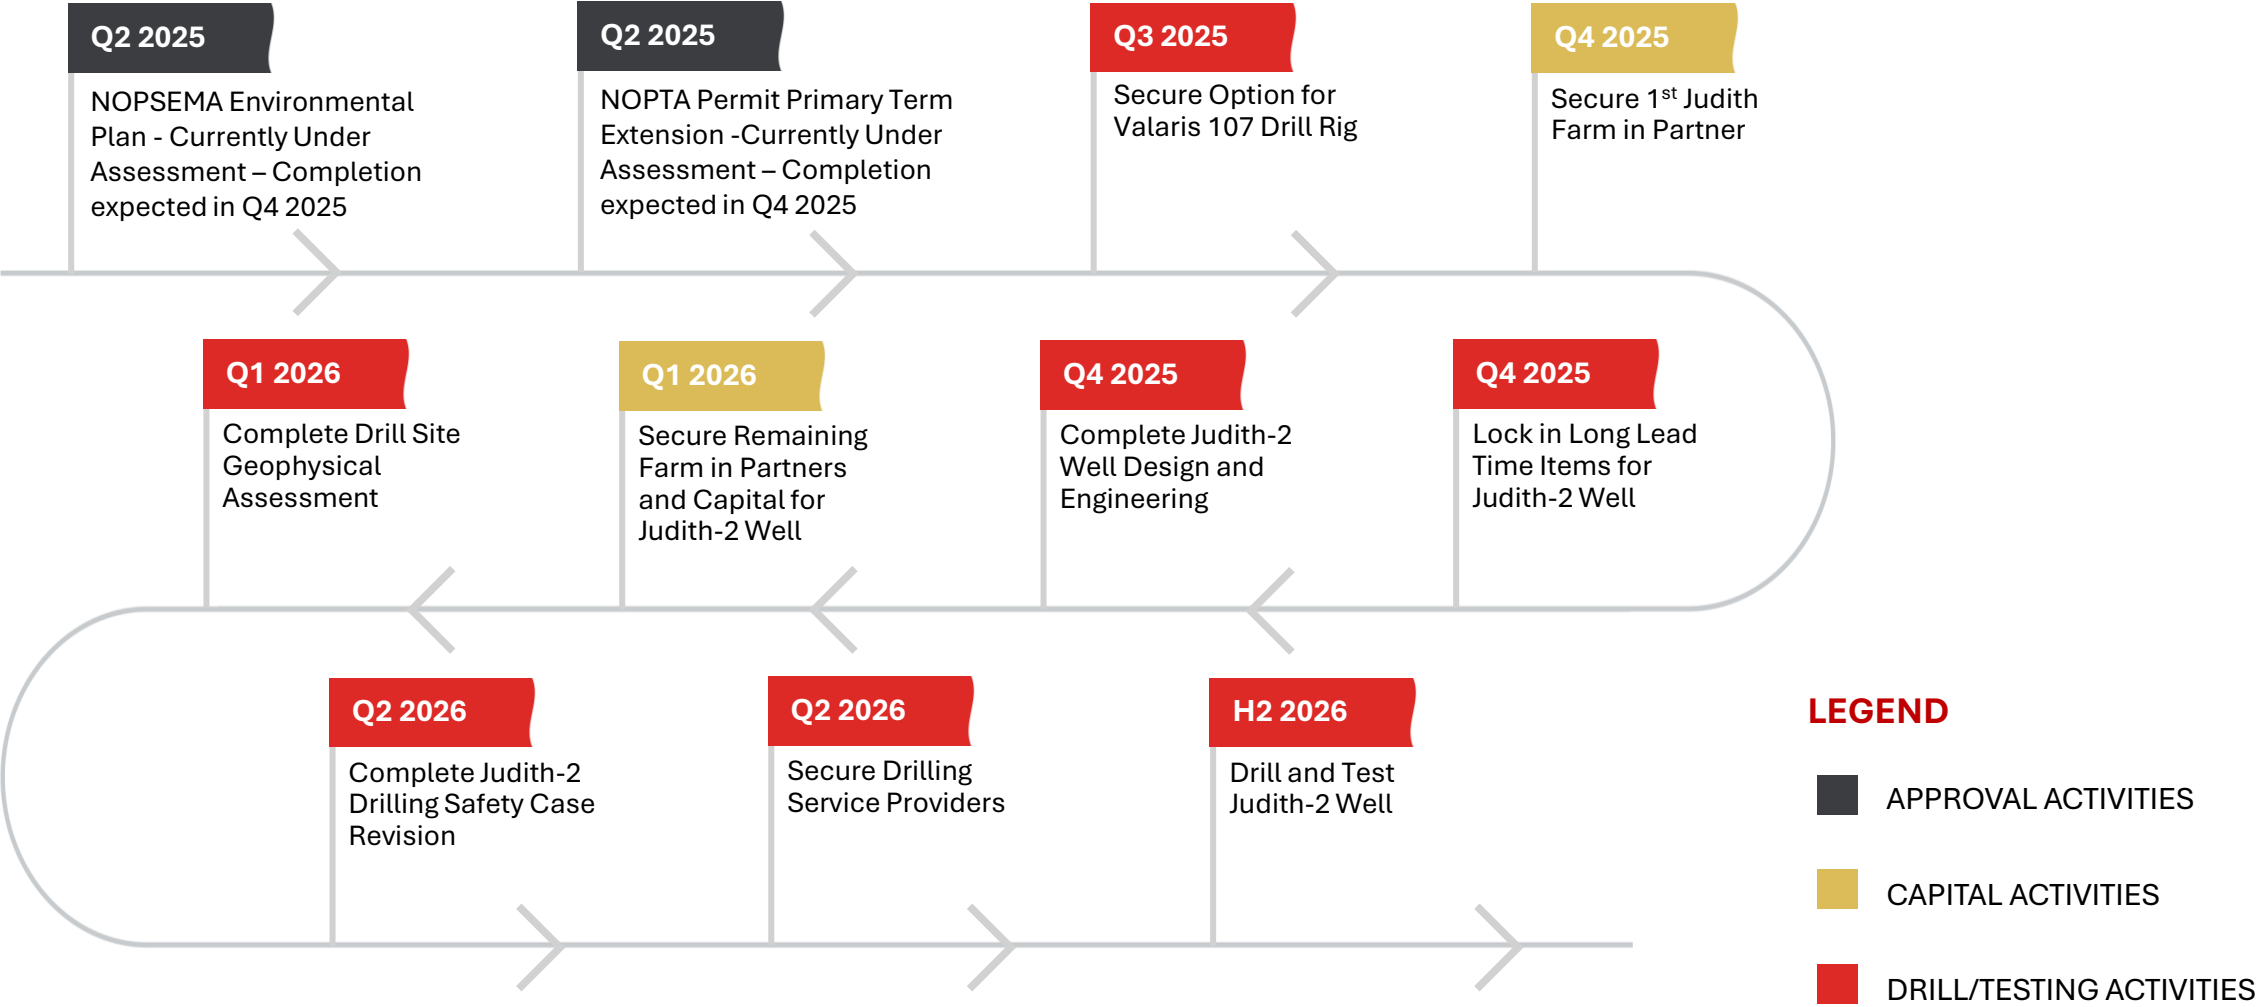 Q2 2025
NOPSEMA Environmental
Plan - Currently Under
Assessment – Completion
expected in Q4 2025
Q2 2025
NOPTA Permit Primary Term
Extension -Currently Under
Assessment – Completion
expected in Q4 2025
Q3 2025
Secure Option for
Valaris 107 Drill Rig
Q4 2025
Secure 1st Judith
Farm in Partner
Q4 2025
Lock in Long Lead
Time Items for
Judith-2 Well
Q4 2025
Complete Judith-2
Well Design and
Engineering
Q1 2026
Secure Remaining
Farm in Partners
and Capital for
Judith-2 Well
Q1 2026
Complete Drill Site
Geophysical
Assessment
Q2 2026
Complete Judith-2
Drilling Safety Case
Revision
Q2 2026
Secure Drilling
Service Providers
H2 2026
Drill and Test
Judith-2 Well
LEGEND
APPROVAL ACTIVITIES
CAPITAL ACTIVITIES
DRILL/TESTING ACTIVITIES